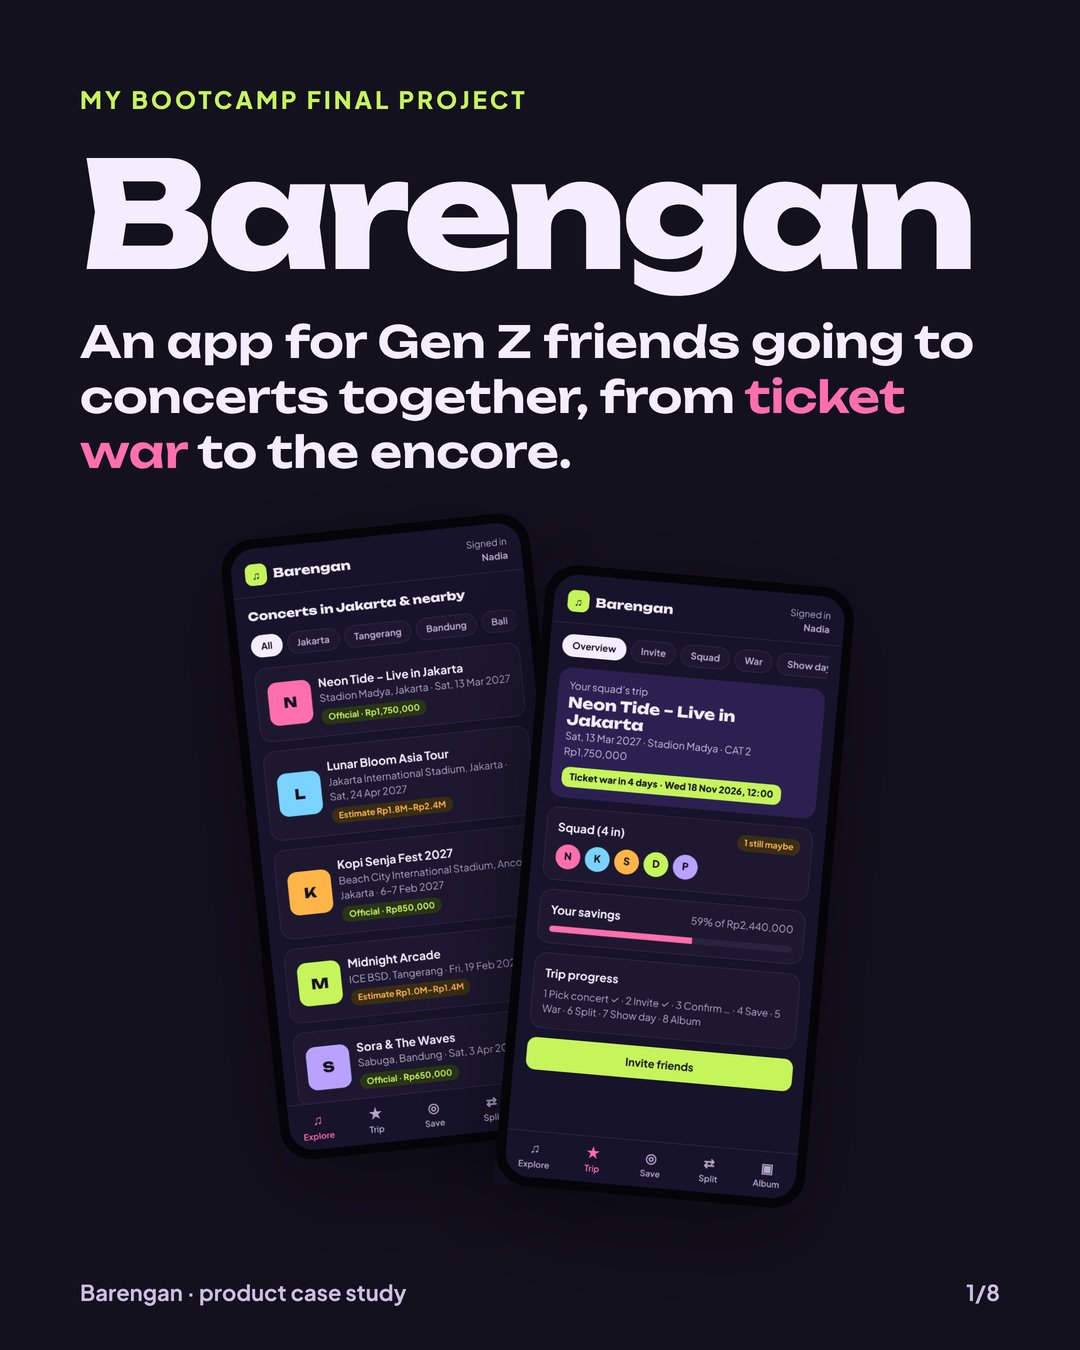 MY BOOTCAMP FINAL PROJECT
Barengan
An app for Gen Z friends going to
concerts together, from ticket
war to the encore.
Barengan
Signed in
Nadia
Concerts in Jakarta & nearby
All
Jakarta
Tangerang
Bandung
Bali
N
Neon Tide – Live in Jakarta
Stadion Madya, Jakarta · Sat, 13 Mar 2027
Official · Rp1,750,000
L
Lunar Bloom Asia Tour
Jakarta International Stadium, Jakarta ·
Sat, 24 Apr 2027
Estimate Rp1.8M–Rp2.4M
K
Kopi Senja Fest 2027
Beach City International Stadium, Anco
Jakarta · 6–7 Feb 2027
Official · Rp850,000
M
Midnight Arcade
ICE BSD, Tangerang · Fri, 19 Feb 202
Estimate Rp1.0M–Rp1.4M
S
Sora & The Waves
Sabuga, Bandung · Sat, 3 Apr 20
Official · Rp650,000
Explore
Trip
Save
Spli
Barengan
Signed in
Nadia
Overview
Invite
Squad
War
Show day
Your squad's trip
Neon Tide – Live in
Jakarta
Sat, 13 Mar 2027 · Stadion Madya · CAT 2
Rp1,750,000
Ticket war in 4 days · Wed 18 Nov 2026, 12:00
Squad (4 in)
1 still maybe
N K S D P
Your savings
59% of Rp2,440,000
Trip progress
1 Pick concert ✓ · 2 Invite ✓ · 3 Confirm … · 4 Save · 5
War · 6 Split · 7 Show day · 8 Album
Invite friends
Explore
Trip
Save
Split
Album
Barengan · product case study
1/8